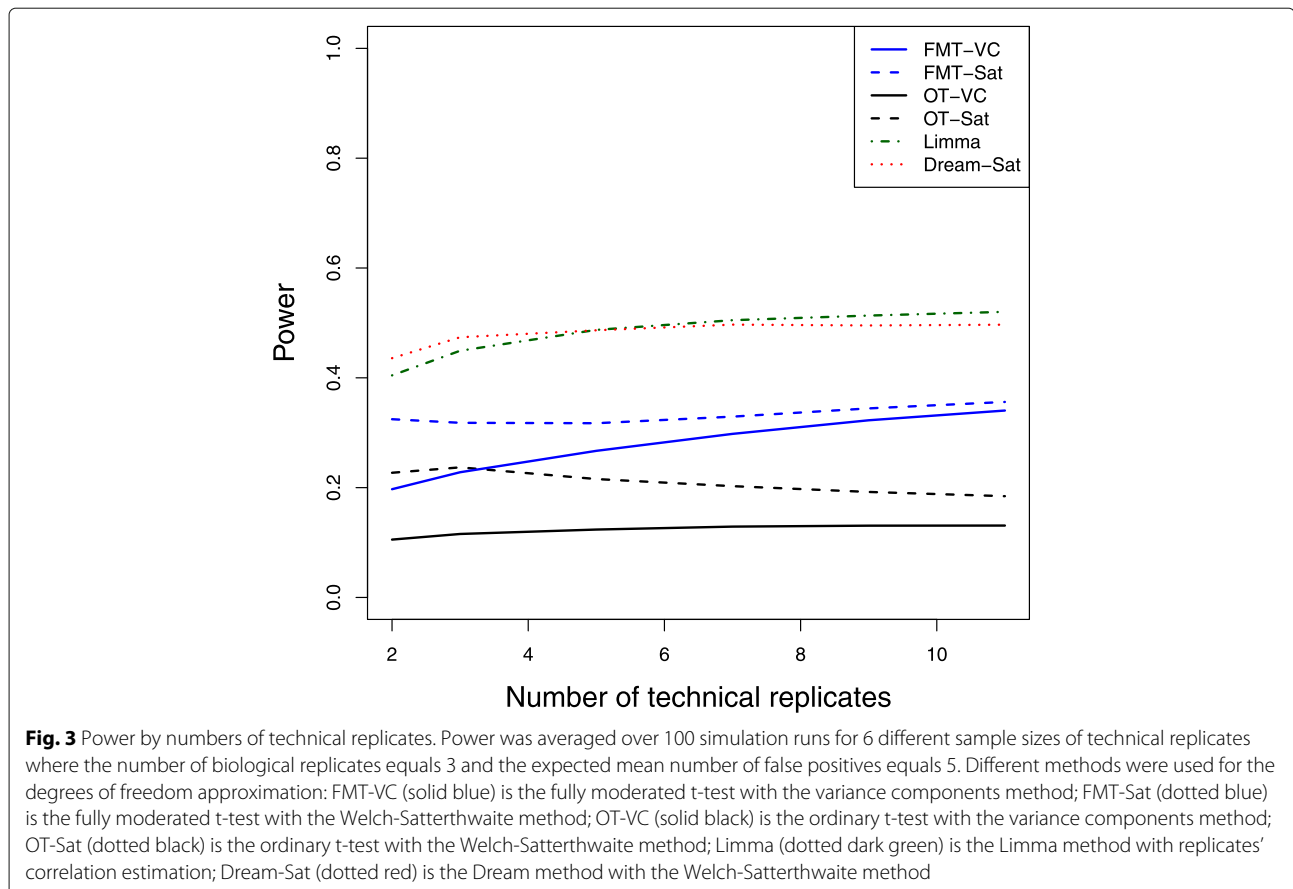 FMT−VC
FMT−Sat
OT−VC
OT−Sat
Limma
Dream−Sat
1.0
0.8
0.6
0.4
0.2
0.0
Power
2 4 6 8 10
Number of technical replicates
Fig. 3 Power by numbers of technical replicates. Power was averaged over 100 simulation runs for 6 different sample sizes of technical replicates
where the number of biological replicates equals 3 and the expected mean number of false positives equals 5. Different methods were used for the
degrees of freedom approximation: FMT-VC (solid blue) is the fully moderated t-test with the variance components method; FMT-Sat (dotted blue)
is the fully moderated t-test with the Welch-Satterthwaite method; OT-VC (solid black) is the ordinary t-test with the variance components method;
OT-Sat (dotted black) is the ordinary t-test with the Welch-Satterthwaite method; Limma (dotted dark green) is the Limma method with replicates'
correlation estimation; Dream-Sat (dotted red) is the Dream method with the Welch-Satterthwaite method